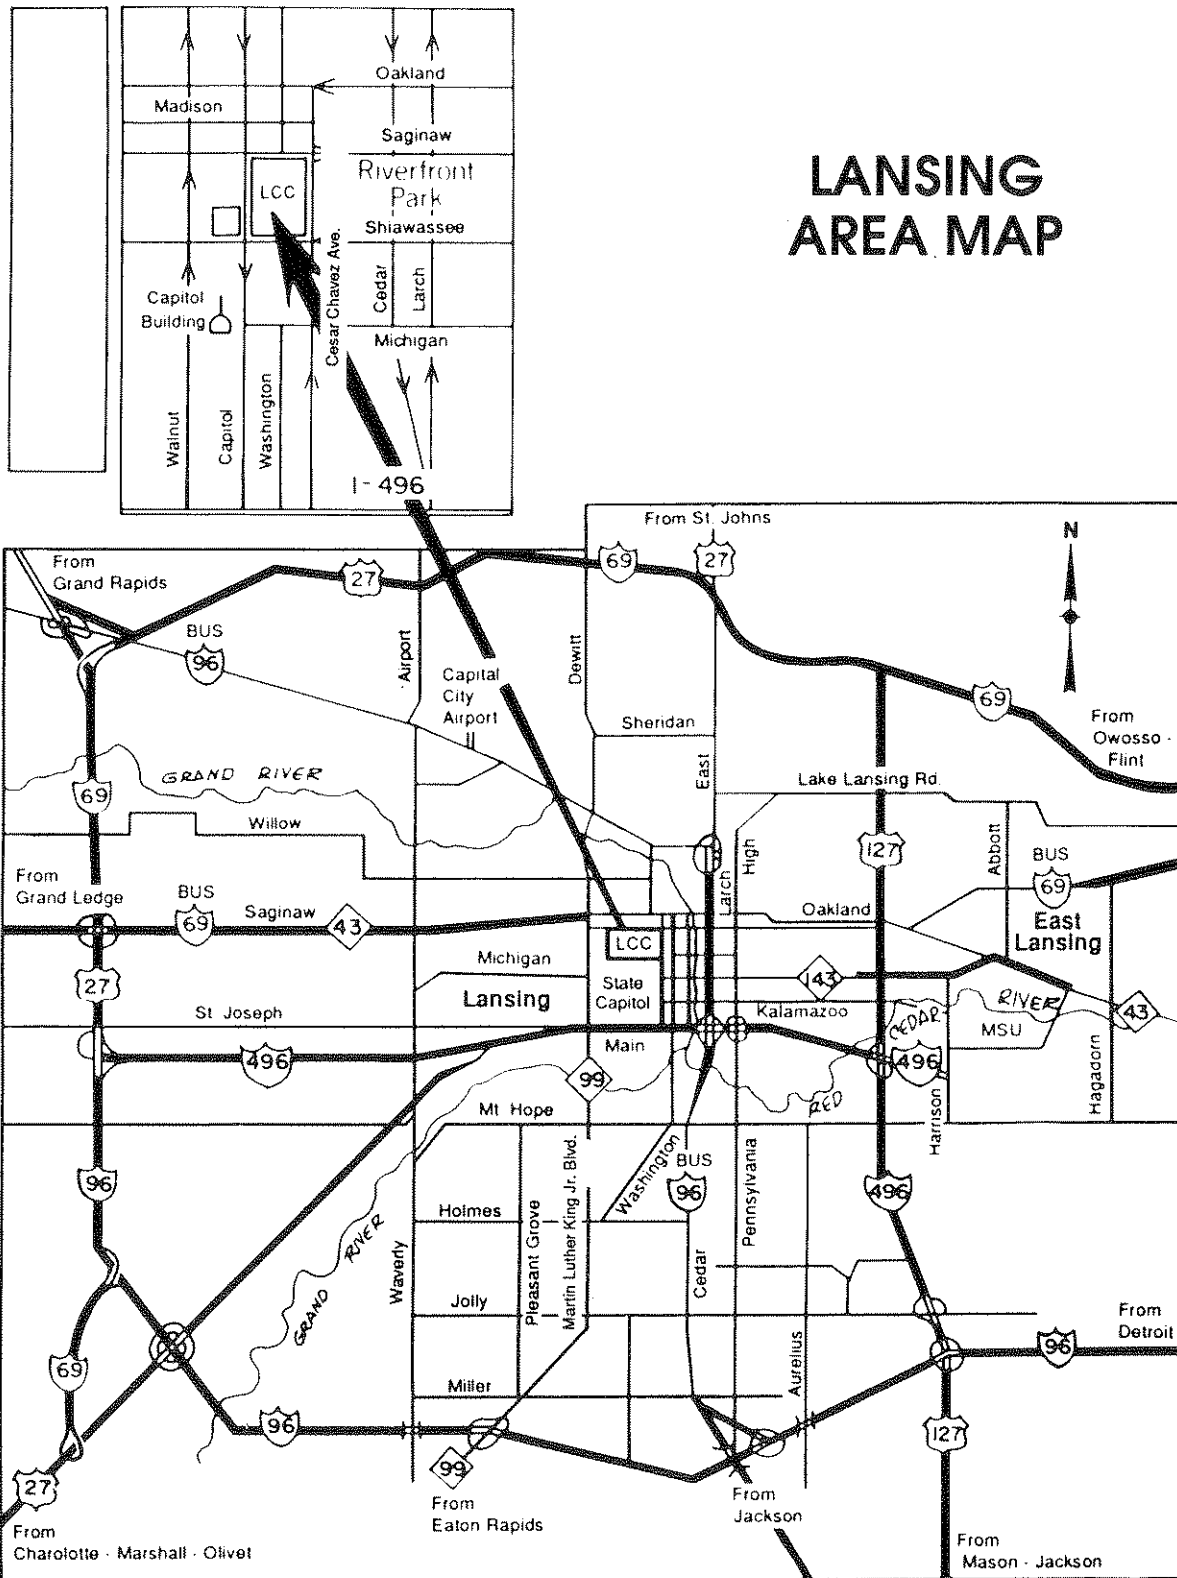 LANSING
AREA MAP
Oakland
Madison
Saginaw
Riverfront
Park
LCC
Shiawassee
Cesar Chavez Ave.
Cedar
Larch
Capitol
Building
Michigan
Walnut
Capitol
Washington
I-496
From St. Johns
N
From
Grand Rapids
27
69
27
BUS
96
Airport
Capital
City
Airport
Dewitt
Sheridan
East
69
From
Owosso -
Flint
GRAND RIVER
69
Willow
Lake Lansing Rd.
High
127
Abbott
BUS
69
From
Grand Ledge
BUS
69
Saginaw
43
Larch
Oakland
East
Lansing
LCC
Michigan
143
27
Lansing
State
Capitol
RIVER
43
St Joseph
Kalamazoo
CEDAR
MSU
496
Main
496
99
RED
Mt Hope
Harrison
Hagadorn
96
Washington
BUS
96
Pennsylvania
496
Holmes
Pleasant Grove
Martin Luther King Jr. Blvd.
GRAND RIVER
Waverly
Cedar
Jolly
Aurelius
From
Detroit
96
69
Miller
96
127
27
99
From
Eaton Rapids
From
Jackson
From
Charolotte - Marshall - Olivet
From
Mason - Jackson